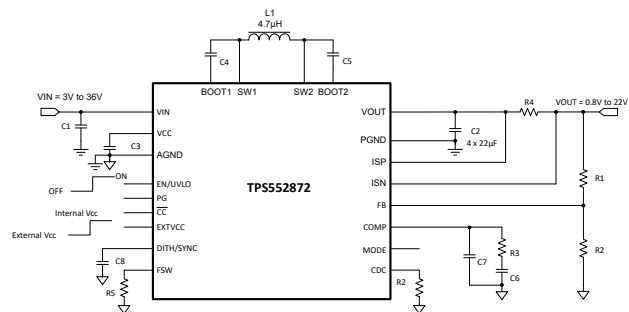 L1
4.7µH
C4
C5
BOOT1 SW1 SW2 BOOT2
VIN = 3V to 36V
VIN
C1
VCC
C3
AGND
OFF
ON
EN/UVLO
PG
Internal Vcc
CC
External Vcc
EXTVCC
DITH/SYNC
C8
FSW
R5
TPS552872
VOUT
R4
VOUT = 0.8V to 22V
PGND
C2
4 x 22µF
ISP
ISN
R1
FB
COMP
R2
R3
C7
C6
MODE
CDC
R2